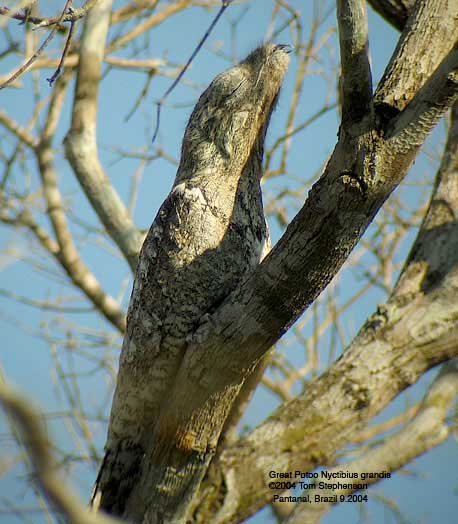 Great Potoo Nyctibius grandis
©2004 Tom Stephenson
Pantanal, Brazil 9.2004